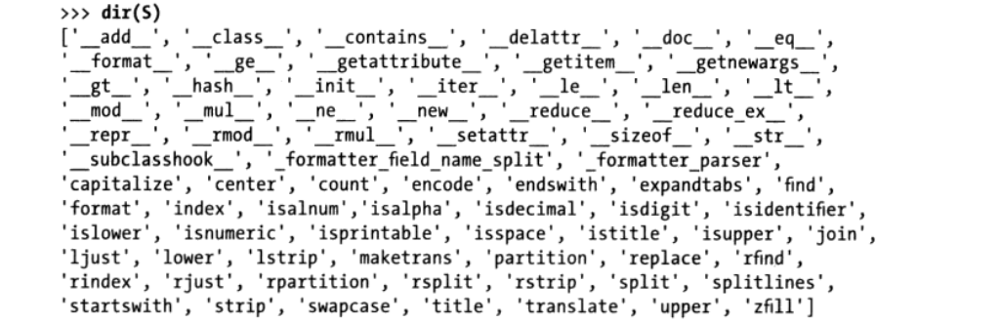 >>> dir(S)
['__add__', '__class__', '__contains__', '__delattr__', '__doc__', '__eq__',
'__format__', '__ge__', '__getattribute__', '__getitem__', '__getnewargs__',
'__gt__', '__hash__', '__init__', '__iter__', '__le__', '__len__', '__lt__',
'__mod__', '__mul__', '__ne__', '__new__', '__reduce__', '__reduce_ex__',
'__repr__', '__rmod__', '__rmul__', '__setattr__', '__sizeof__', '__str__',
'__subclasshook__', '_formatter_field_name_split', '_formatter_parser',
'capitalize', 'center', 'count', 'encode', 'endswith', 'expandtabs', 'find',
'format', 'index', 'isalnum','isalpha', 'isdecimal', 'isdigit', 'isidentifier',
'islower', 'isnumeric', 'isprintable', 'isspace', 'istitle', 'isupper', 'join',
'ljust', 'lower', 'lstrip', 'maketrans', 'partition', 'replace', 'rfind',
'rindex', 'rjust', 'rpartition', 'rsplit', 'rstrip', 'split', 'splitlines',
'startswith', 'strip', 'swapcase', 'title', 'translate', 'upper', 'zfill']